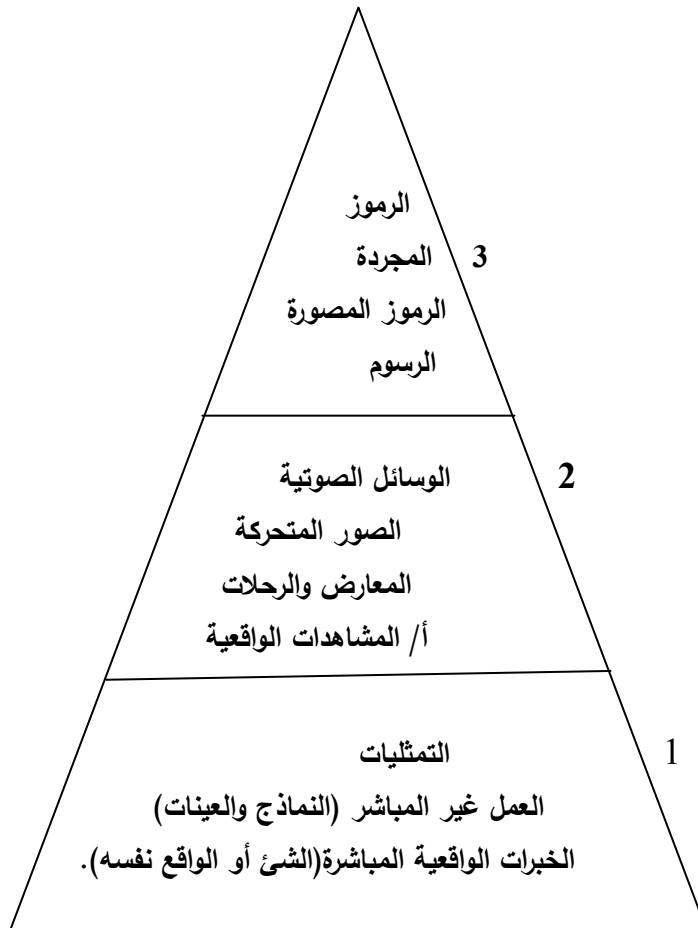 الرموز
المجردة 3
الرموز المصورة
الرسوم
الوسائل الصوتية 2
الصور المتحركة
المعارض والرحلات
أ/ المشاهدات الواقعية
التمثليات 1
العمل غير المباشر (النماذج والعينات)
الخبرات الواقعية المباشرة(الشئ أو الواقع نفسه).